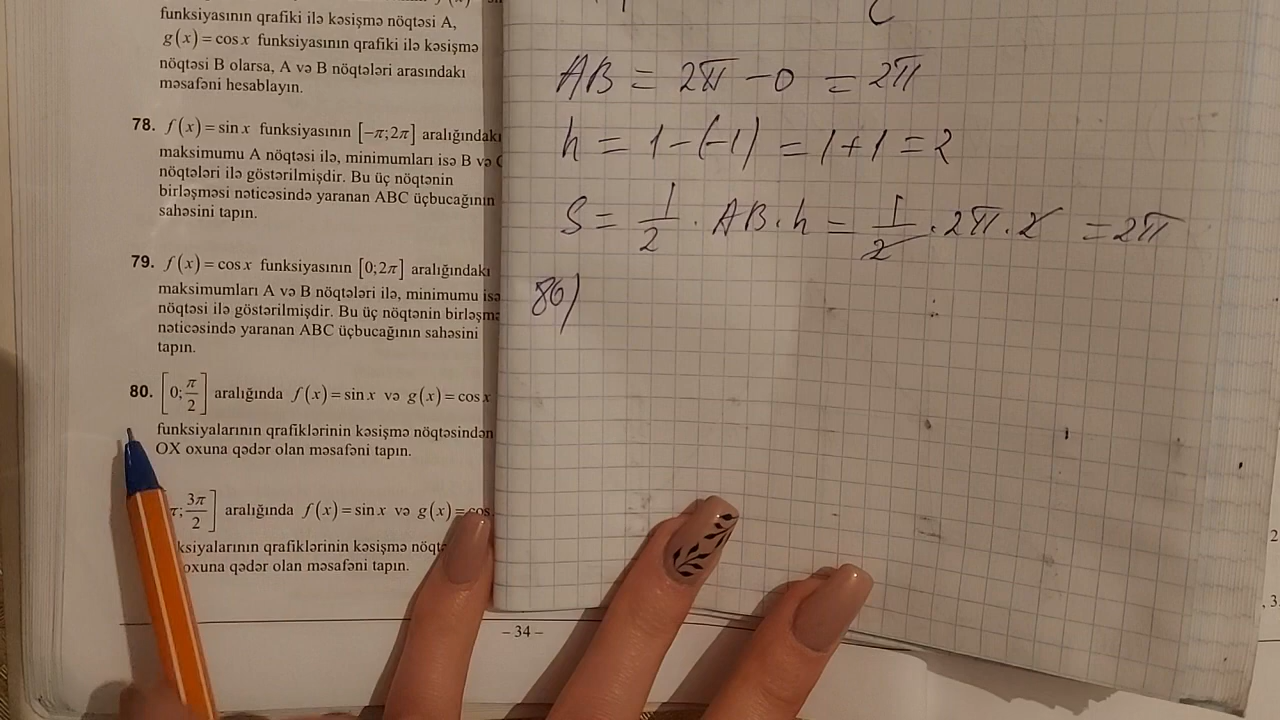 funksiyasının qrafiki ilə kəsişmə nöqtəsi A,
g(x) = cos x funksiyasının qrafiki ilə kəsişmə
nöqtəsi B olarsa, A və B nöqtələri arasındakı
məsafəni hesablayın.
78. f(x) = sin x funksiyasının [−π; 2π] aralığındakı
maksimumu A nöqtəsi ilə, minimumları isə B və C
nöqtələri ilə göstərilmişdir. Bu üç nöqtənin
birləşməsi nəticəsində yaranan ABC üçbucağının
sahəsini tapın.
79. f(x) = cos x funksiyasının [0; 2π] aralığındakı
maksimumları A və B nöqtələri ilə, minimumu isə
nöqtəsi ilə göstərilmişdir. Bu üç nöqtənin birləşmə
nəticəsində yaranan ABC üçbucağının sahəsini
tapın.
80. [0; π/2] aralığında f(x) = sin x və g(x) = cos x
funksiyalarının qrafiklərinin kəsişmə nöqtəsindən
OX oxuna qədər olan məsafəni tapın.
π; 3π/2] aralığında f(x) = sin x və g(x) = cos
ksiyalarının qrafiklərinin kəsişmə nöqtə
oxuna qədər olan məsafəni tapın.
– 34 –
C
AB = 2π − 0 = 2π
h = 1 − (−1) = 1 + 1 = 2
S = 1/2 · AB · h = 1/2 · 2π · 2 = 2π
80)
2
, 3